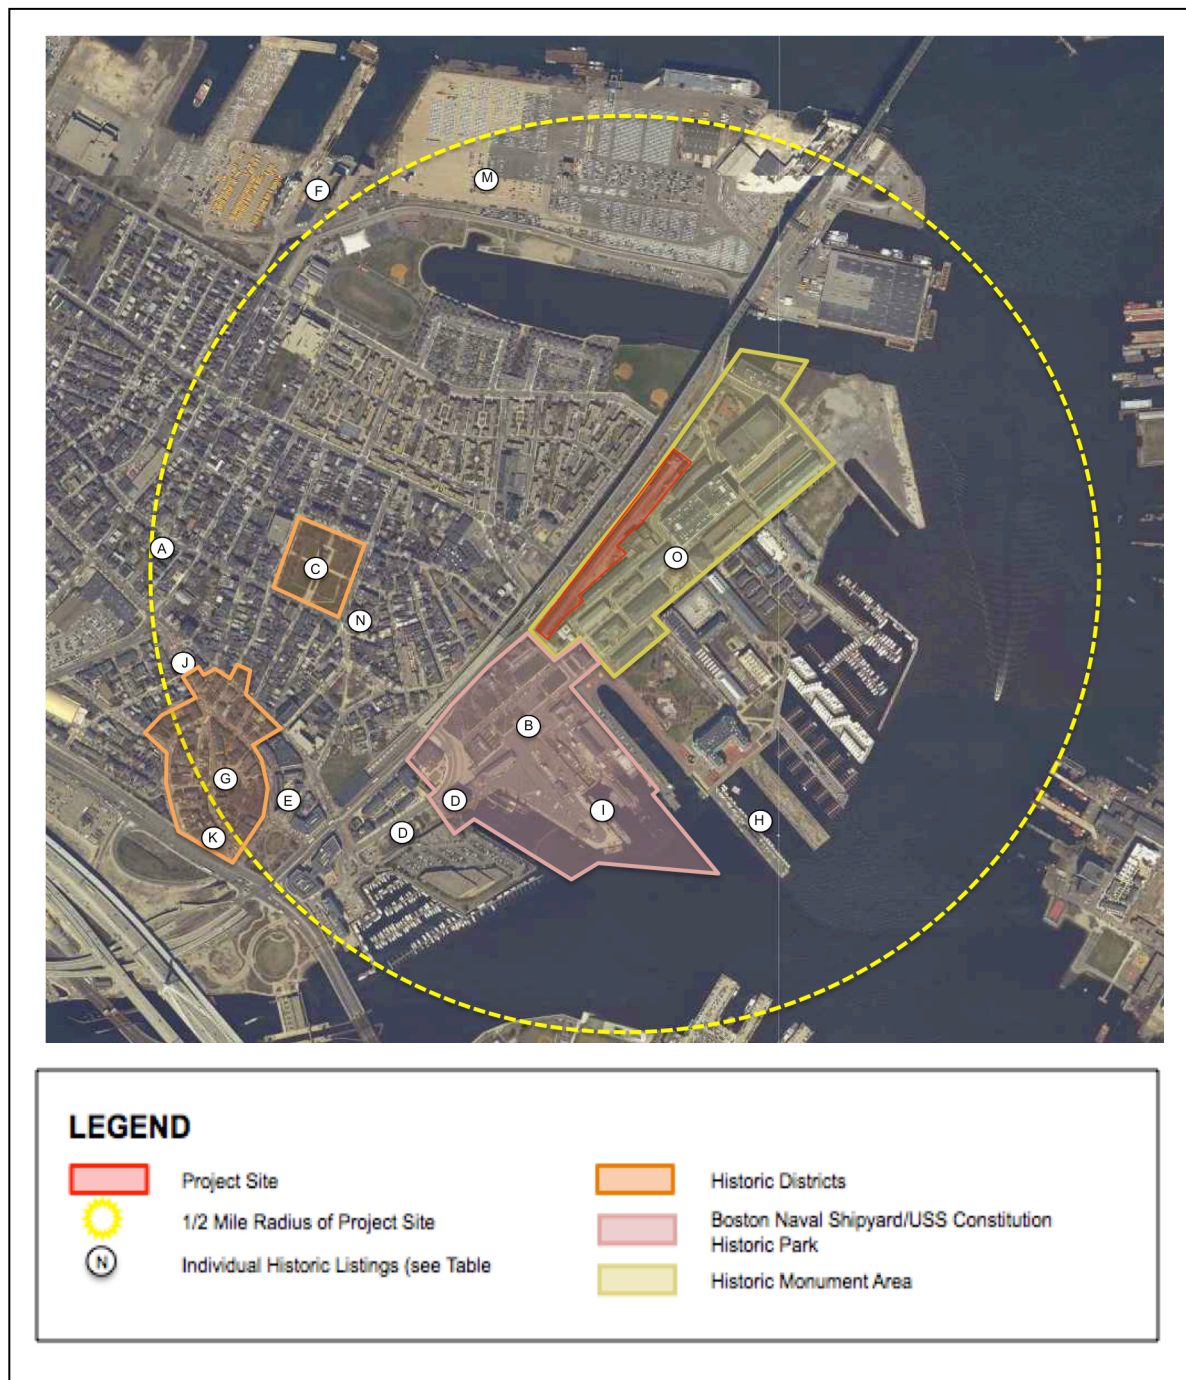 F
M
A
C
O
N
J
B
G
E
D
I
K
D
H
LEGEND
Project Site
1/2 Mile Radius of Project Site
N
Individual Historic Listings (see Table
Historic Districts
Boston Naval Shipyard/USS Constitution
Historic Park
Historic Monument Area